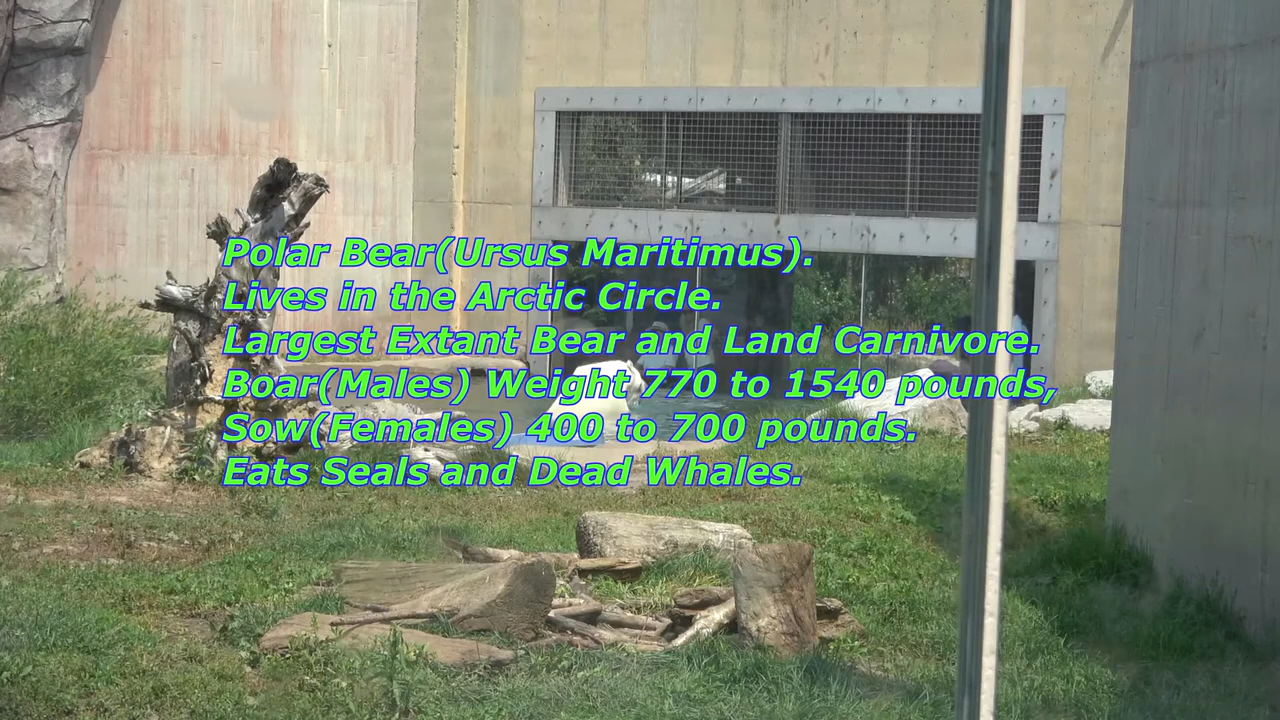 Polar Bear(Ursus Maritimus).
Lives in the Arctic Circle.
Largest Extant Bear and Land Carnivore.
Boar(Males) Weight 770 to 1540 pounds,
Sow(Females) 400 to 700 pounds.
Eats Seals and Dead Whales.